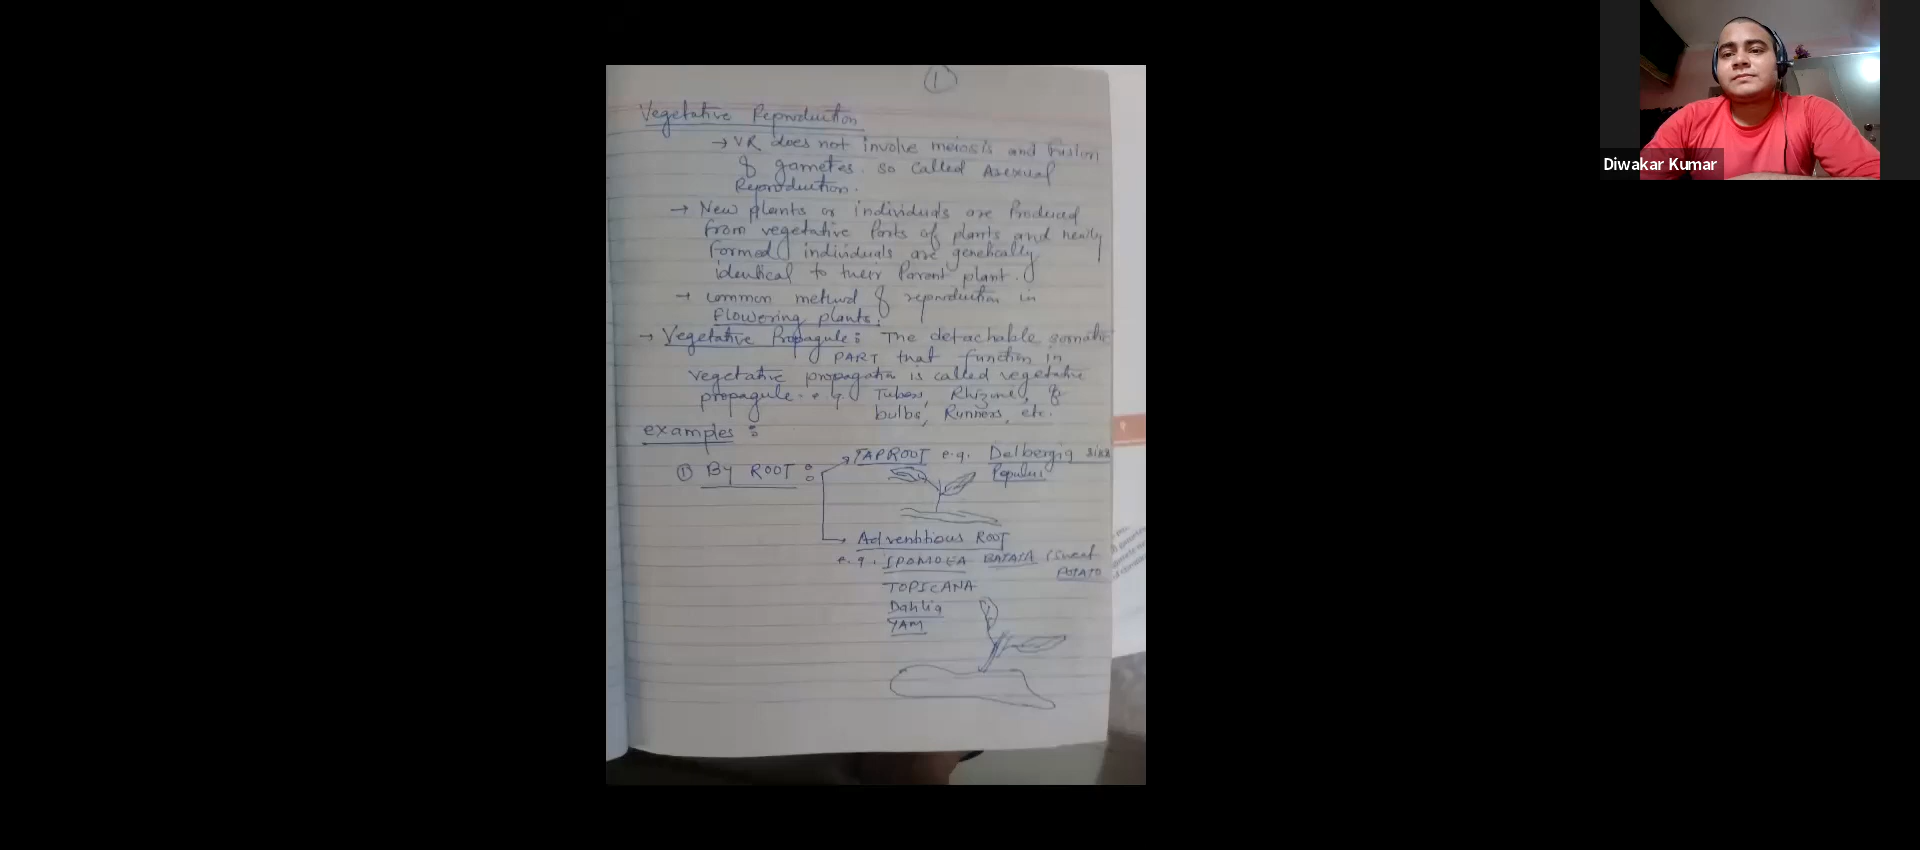 1
Vegetative Reproduction
→ VR does not involve meiosis and fusion
of gametes. so called Asexual
Reproduction.
→ New plants or individuals are Produced
from vegetative Parts of plants and newly
formed individuals are genetically
identical to their Parent plant.
→ common method of reproduction in
Flowering plants.
→ Vegetative Propagule: The detachable somatic
PART that function in
vegetative propagation is called vegetative
propagule. e.g. Tubers, Rhizome,
bulbs, Runners, etc.
examples :
① By ROOT :
TAPROOT e.g. Dalbergia
Populus
Adventitious ROOT
e.g. IPOMOEA BATATA (sweet
POTATO
TOPICANA
Dahlia
YAM
Diwakar Kumar